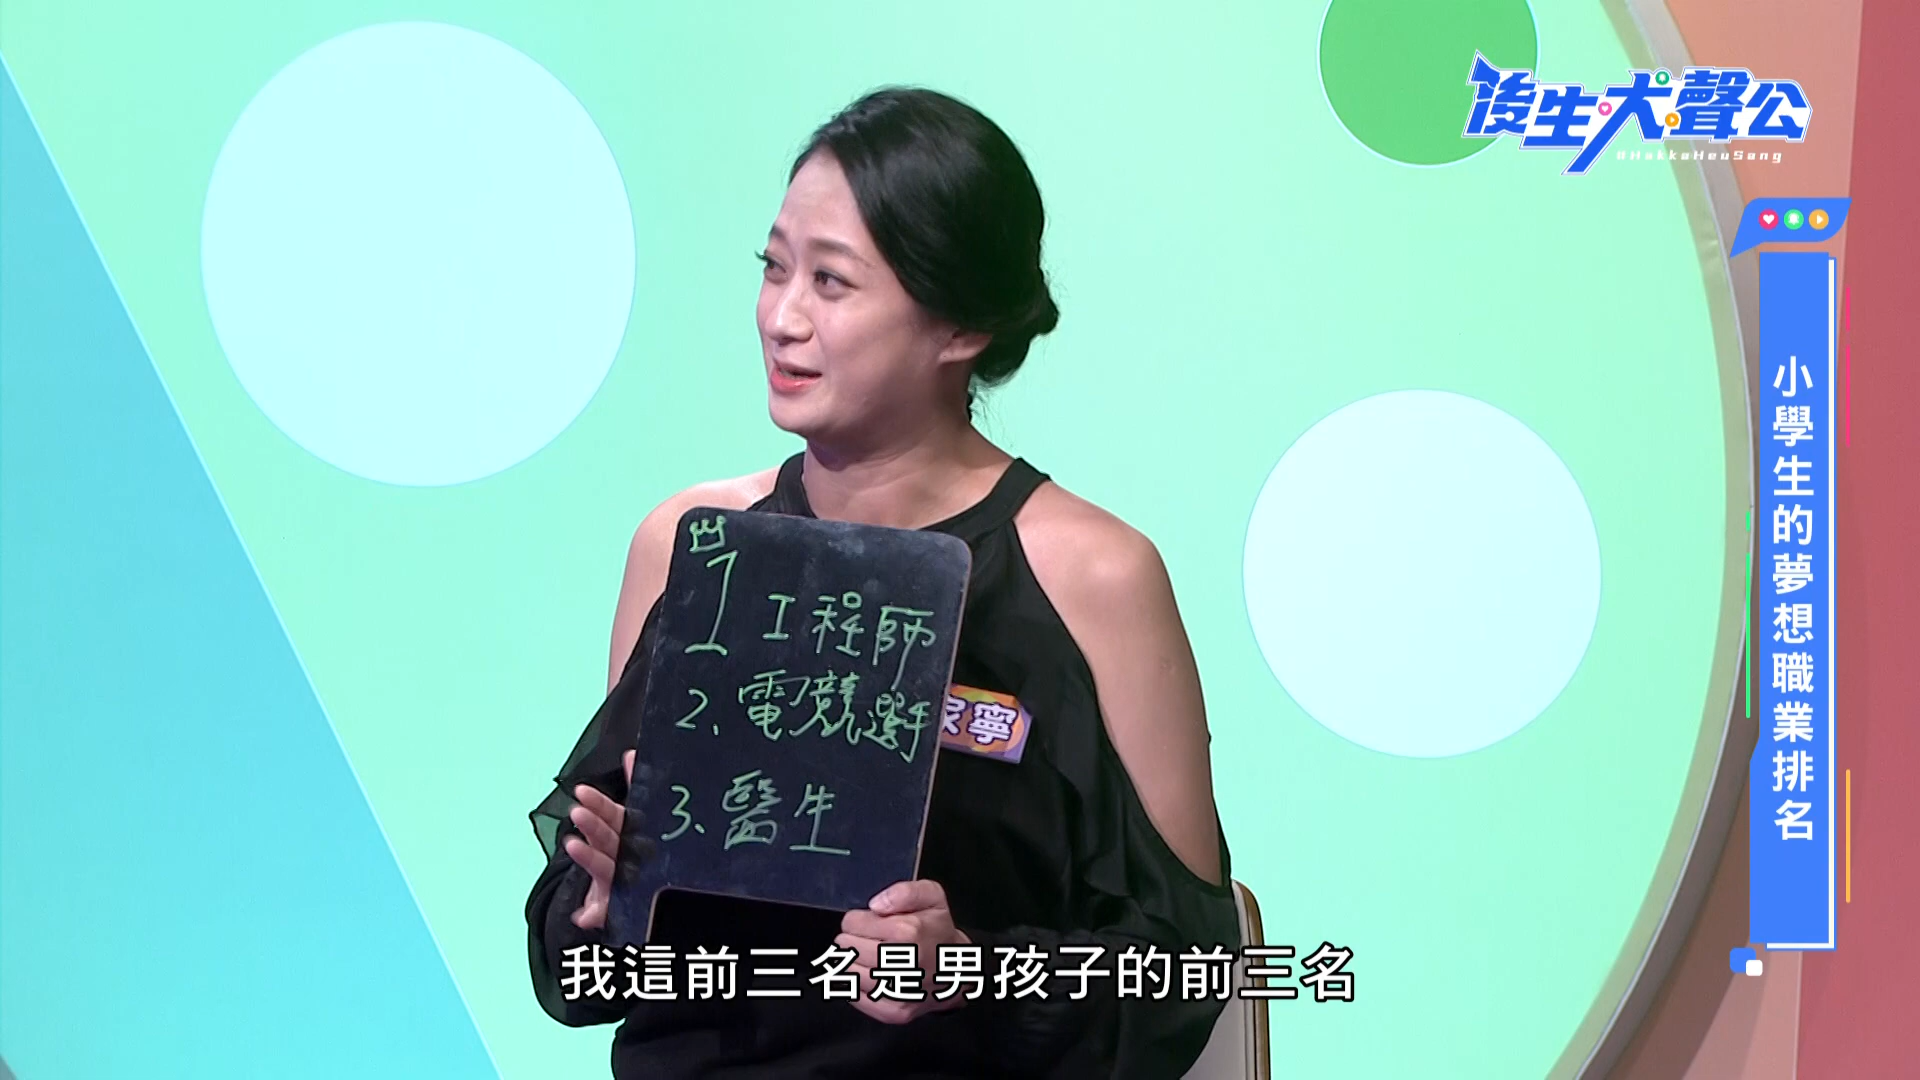 後生大聲公
#HakkaHeuSang
小學生的夢想職業排名
1 工程師
2. 電競選手
3. 醫生
寧
我這前三名是男孩子的前三名